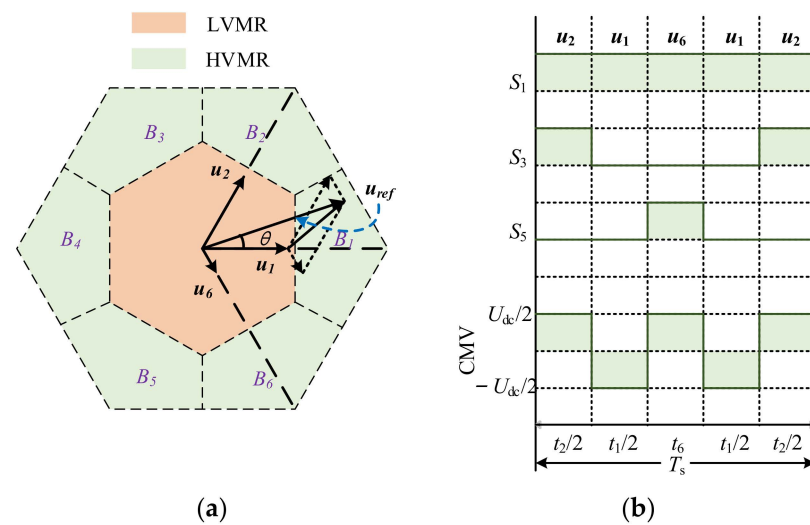 LVMR
HVMR
B3
B2
u2
uref
B4
θ
B1
u1
u6
B5
B6
(a)
u2 u1 u6 u1 u2
S1
S3
S5
Udc/2
CMV
− Udc/2
t2/2 t1/2 t6 t1/2 t2/2
Ts
(b)